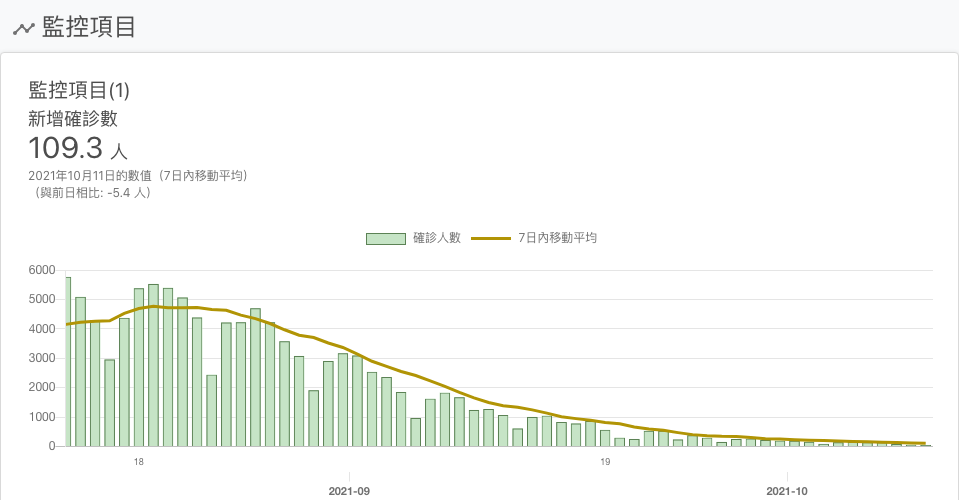 監控項目
監控項目(1)
新增確診數
109.3 人
2021年10月11日的數值（7日內移動平均）
（與前日相比: -5.4 人）
確診人數 7日內移動平均
6000
5000
4000
3000
2000
1000
0
18 19
2021-09 2021-10